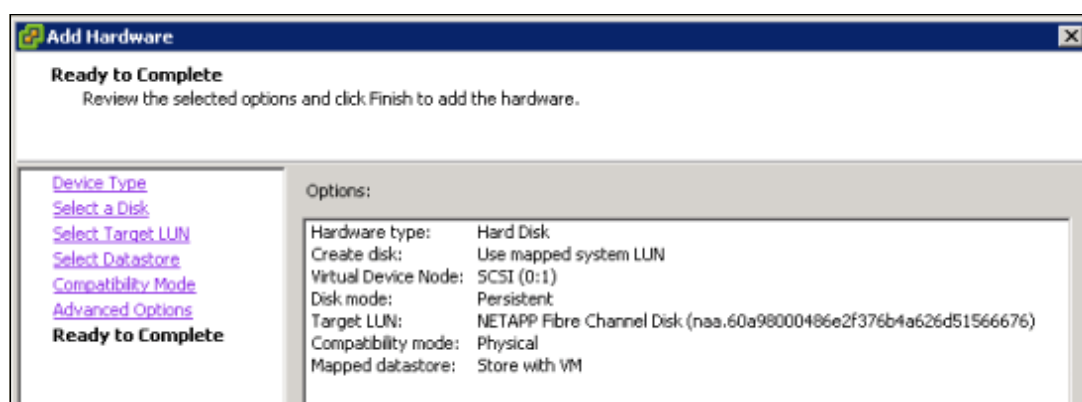 Add Hardware
Ready to Complete
Review the selected options and click Finish to add the hardware.
Device Type
Select a Disk
Select Target LUN
Select Datastore
Compatibility Mode
Advanced Options
Ready to Complete
Options:
Hardware type: Hard Disk
Create disk: Use mapped system LUN
Virtual Device Node: SCSI (0:1)
Disk mode: Persistent
Target LUN: NETAPP Fibre Channel Disk (naa.60a98000486e2f376b4a626d51566676)
Compatibility mode: Physical
Mapped datastore: Store with VM